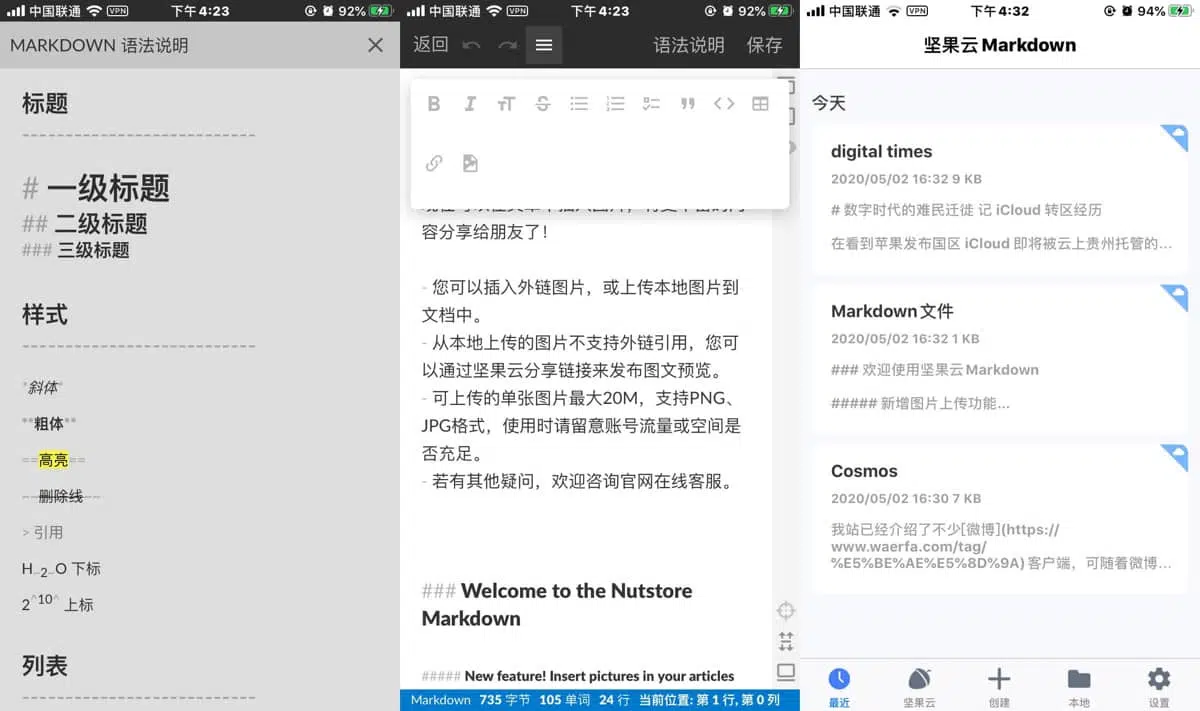 中国联通 VPN 下午4:23 92%
MARKDOWN 语法说明
标题
# 一级标题
## 二级标题
### 三级标题
样式
*斜体*
**粗体**
==高亮==
--删除线--
> 引用
H~2~O 下标
2^10^ 上标
列表
中国联通 VPN 下午4:23 92%
返回 语法说明 保存
B I TT S
容分享给朋友了!
- 您可以插入外链图片，或上传本地图片到
文档中。
- 从本地上传的图片不支持外链引用，您可
以通过坚果云分享链接来发布图文预览。
- 可上传的单张图片最大20M，支持PNG、
JPG格式，使用时请留意账号流量或空间是
否充足。
- 若有其他疑问，欢迎咨询官网在线客服。
### Welcome to the Nutstore
Markdown
##### New feature! Insert pictures in your articles
Markdown 735 字节 105 单词 24 行 当前位置: 第 1 行, 第 0 列
中国联通 VPN 下午4:32 94%
坚果云 Markdown
今天
digital times
2020/05/02 16:32 9 KB
# 数字时代的难民迁徙 记 iCloud 转区经历
在看到苹果发布国区 iCloud 即将被云上贵州托管的...
Markdown文件
2020/05/02 16:32 1 KB
### 欢迎使用坚果云 Markdown
##### 新增图片上传功能...
Cosmos
2020/05/02 16:30 7 KB
我站已经介绍了不少[微博](https://
www.waerfa.com/tag/
%E5%BE%AE%E5%8D%9A) 客户端，可随着微博...
最近 坚果云 创建 本地 设置